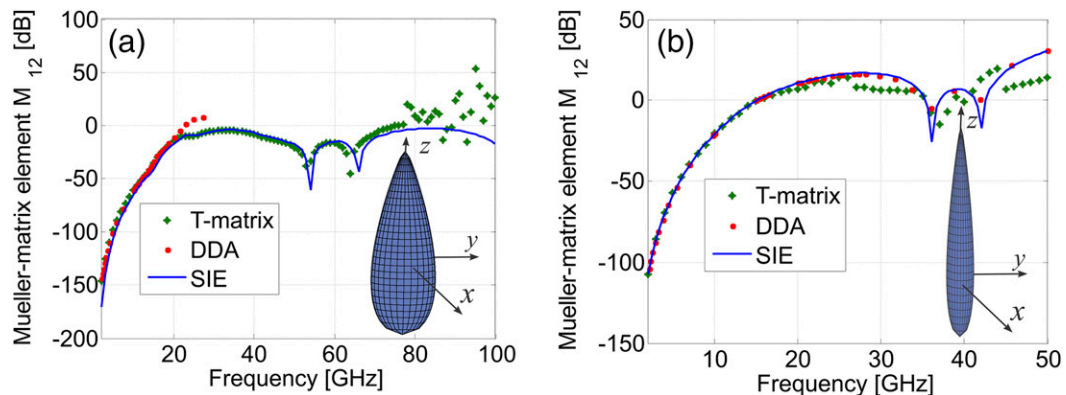 (a)
Mueller-matrix element M 12 [dB]
100
50
0
-50
-100
-150
-200
20
40
60
80
100
Frequency [GHz]
T-matrix
DDA
SIE
z
y
x
(b)
Mueller-matrix element M 12 [dB]
50
0
-50
-100
-150
10
20
30
40
50
Frequency [GHz]
T-matrix
DDA
SIE
z
y
x